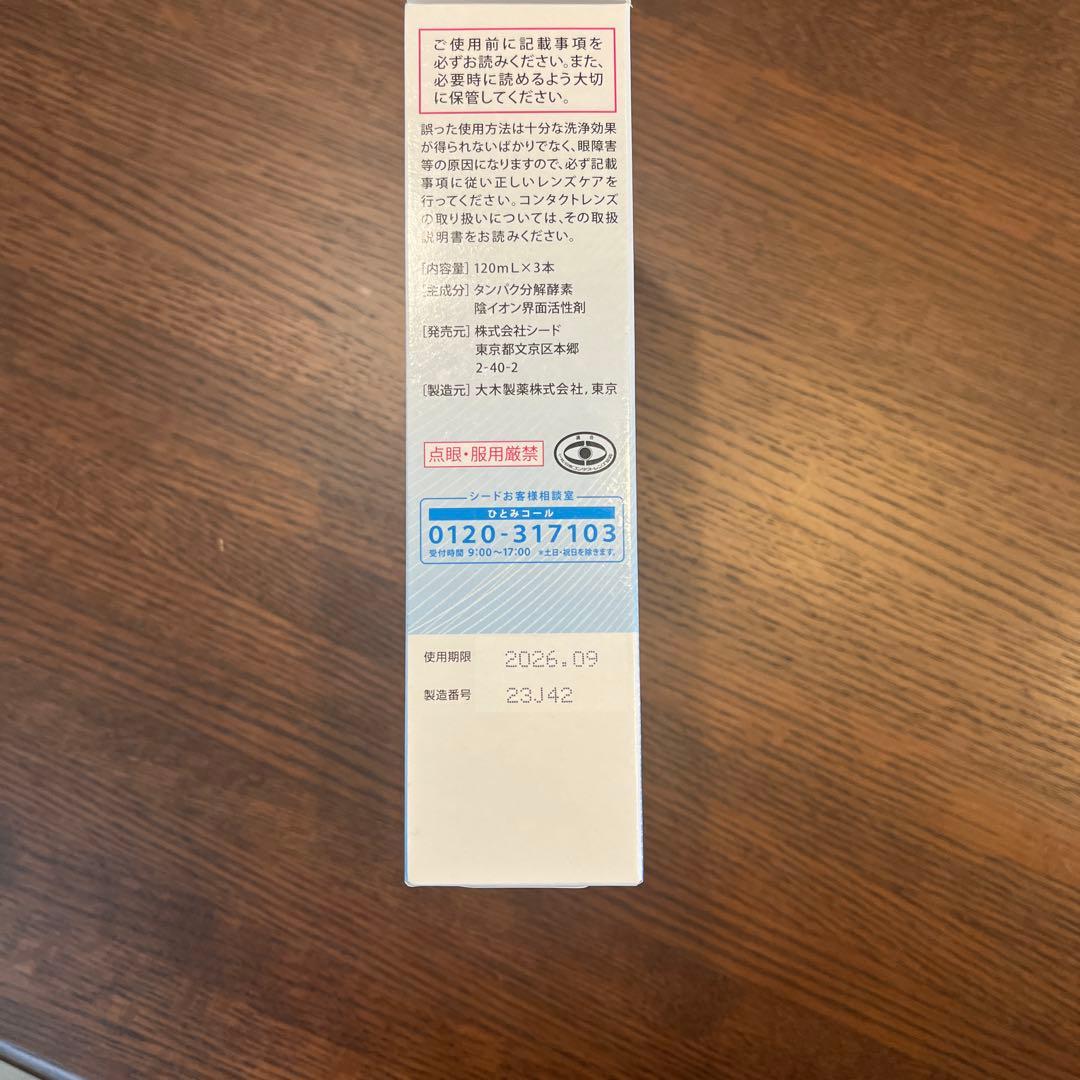 ご使用前に記載事項を
必ずお読みください。また、
必要時に読めるよう大切
に保管してください。
誤った使用方法は十分な洗浄効果
が得られないばかりでなく、眼障害
等の原因になりますので、必ず記載
事項に従い正しいレンズケアを
行ってください。コンタクトレンズ
の取り扱いについては、その取扱
説明書をお読みください。
[内容量] 120mL×3本
[主成分] タンパク分解酵素
陰イオン界面活性剤
[発売元] 株式会社シード
東京都文京区本郷
2-40-2
[製造元] 大木製薬株式会社, 東京
点眼・服用厳禁
適合
シードお客様相談室
ひとみコール
0120-317103
受付時間 9:00〜17:00 ※土日・祝日を除きます。
使用期限 2026.09
製造番号 23J42